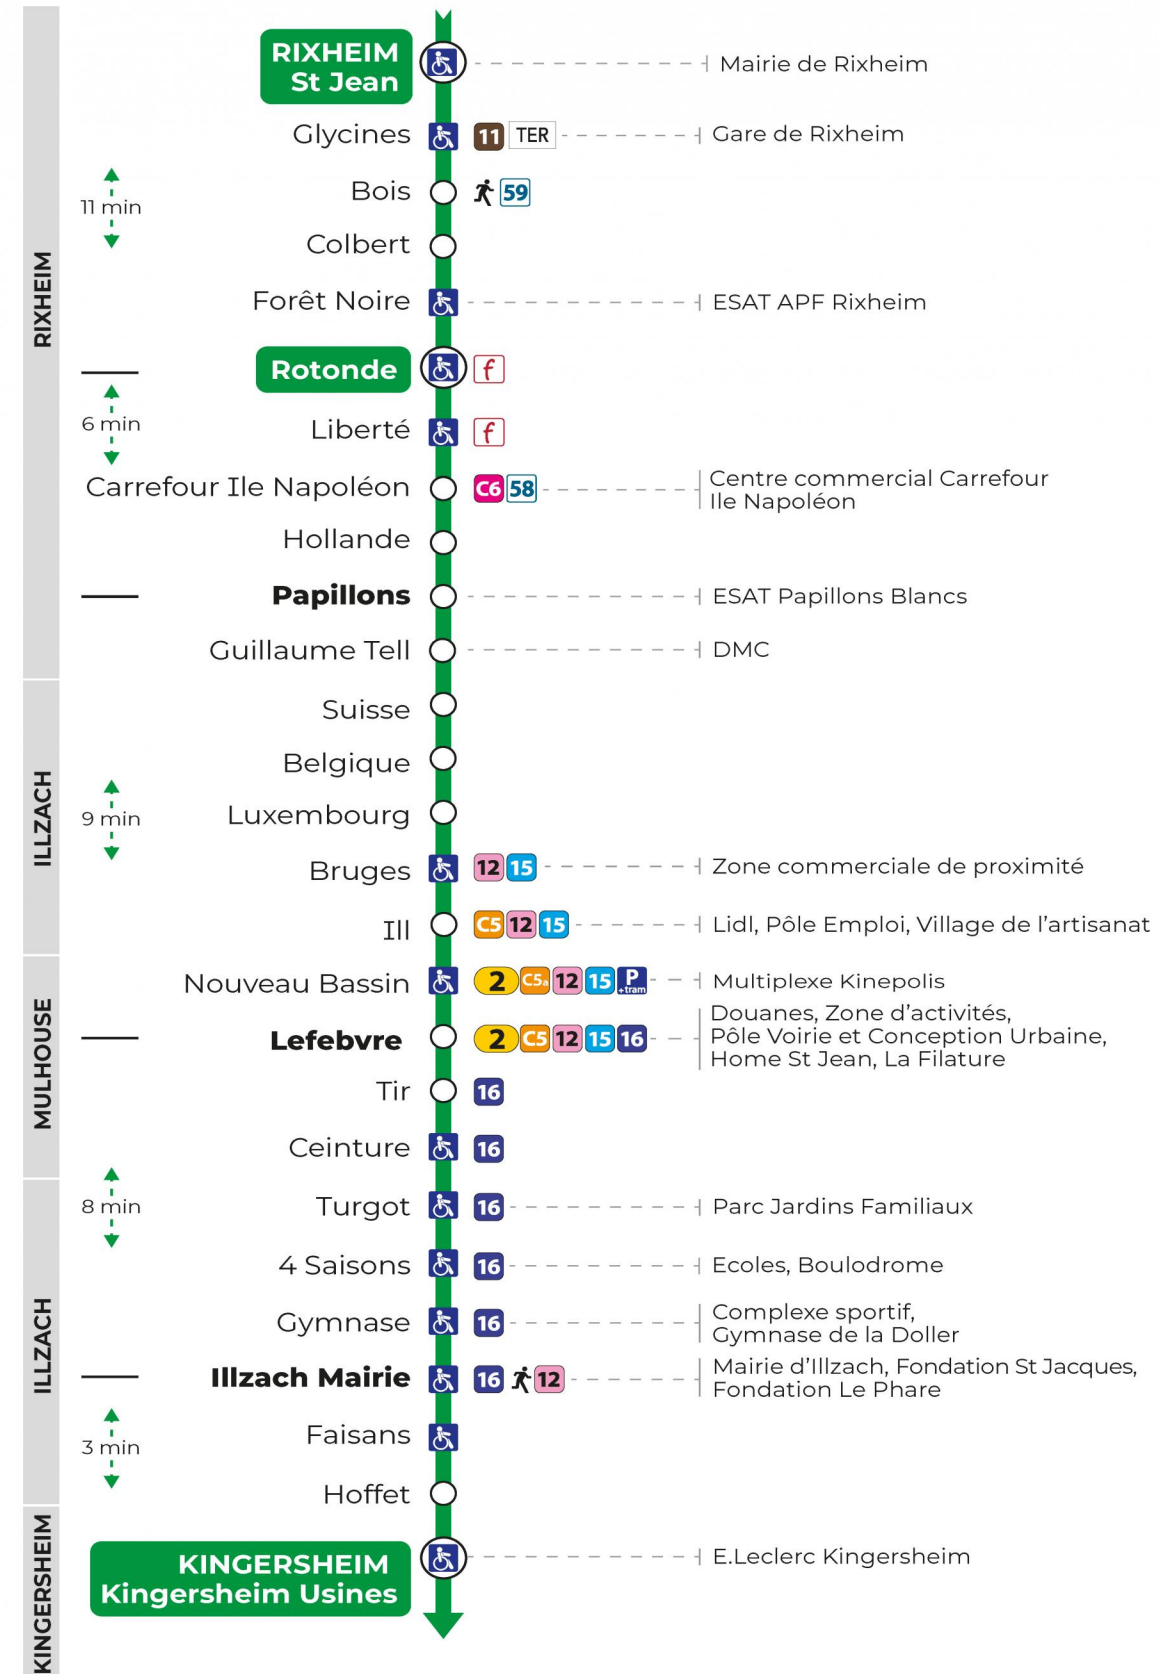 RIXHEIM
St Jean
Mairie de Rixheim
Glycines 11 TER Gare de Rixheim
Bois 59
11 min
Colbert
RIXHEIM
Forêt Noire ESAT APF Rixheim
Rotonde f
6 min
Liberté f
Carrefour Ile Napoléon C6 58 Centre commercial Carrefour
Ile Napoléon
Hollande
Papillons ESAT Papillons Blancs
Guillaume Tell DMC
Suisse
Belgique
ILLZACH
9 min
Luxembourg
Bruges 12 15 Zone commerciale de proximité
Ill C5 12 15 Lidl, Pôle Emploi, Village de l’artisanat
Nouveau Bassin 2 C5a 12 15 P +tram Multiplexe Kinepolis
MULHOUSE
Lefebvre 2 C5 12 15 16 Douanes, Zone d’activités,
Pôle Voirie et Conception Urbaine,
Home St Jean, La Filature
Tir 16
Ceinture 16
8 min
Turgot 16 Parc Jardins Familiaux
4 Saisons 16 Ecoles, Boulodrome
Gymnase 16 Complexe sportif,
Gymnase de la Doller
ILLZACH
Illzach Mairie 16 12 Mairie d’Illzach, Fondation St Jacques,
Fondation Le Phare
Faisans
3 min
Hoffet
KINGERSHEIM
KINGERSHEIM
Kingersheim Usines
E.Leclerc Kingersheim